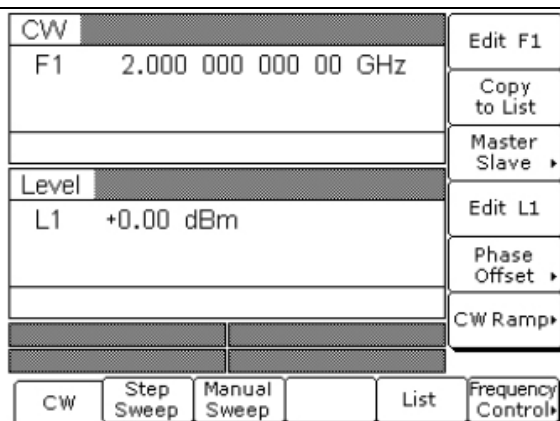 CW
F1 2.000 000 000 00 GHz
Level
L1 +0.00 dBm
Edit F1
Copy
to List
Master
Slave
Edit L1
Phase
Offset
CW Ramp
CW
Step
Sweep
Manual
Sweep
List
Frequency
Control